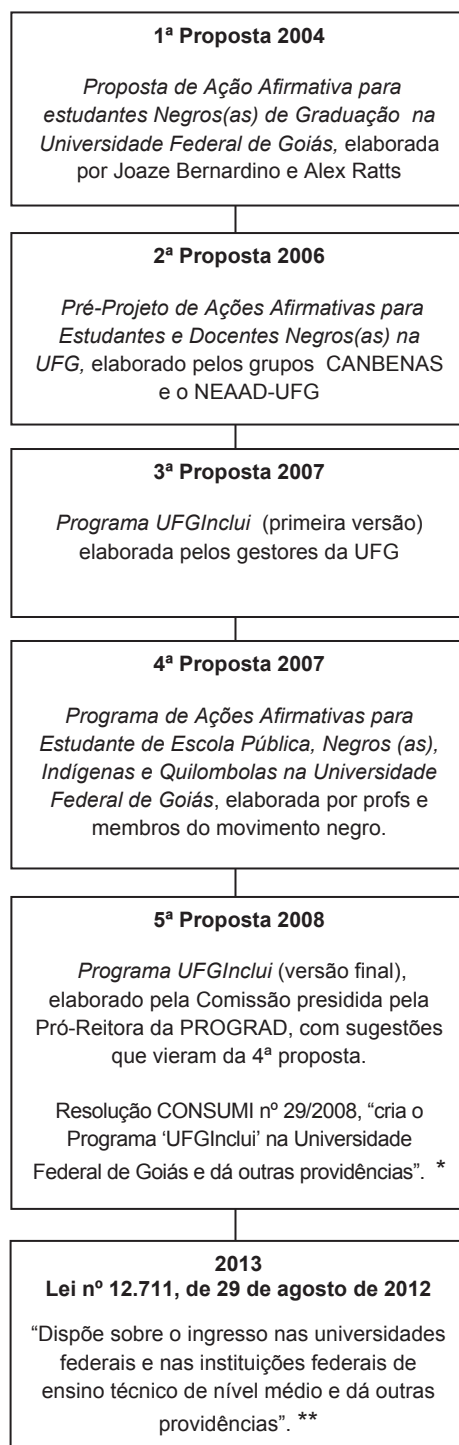 1ª Proposta 2004
Proposta de Ação Afirmativa para
estudantes Negros(as) de Graduação na
Universidade Federal de Goiás, elaborada
por Joaze Bernardino e Alex Ratts
2ª Proposta 2006
Pré-Projeto de Ações Afirmativas para
Estudantes e Docentes Negros(as) na
UFG, elaborado pelos grupos CANBENAS
e o NEAAD-UFG
3ª Proposta 2007
Programa UFGInclui (primeira versão)
elaborada pelos gestores da UFG
4ª Proposta 2007
Programa de Ações Afirmativas para
Estudante de Escola Pública, Negros (as),
Indígenas e Quilombolas na Universidade
Federal de Goiás, elaborada por profs e
membros do movimento negro.
5ª Proposta 2008
Programa UFGInclui (versão final),
elaborado pela Comissão presidida pela
Pró-Reitora da PROGRAD, com sugestões
que vieram da 4ª proposta.
Resolução CONSUMI nº 29/2008, “cria o
Programa ‘UFGInclui’ na Universidade
Federal de Goiás e dá outras providências”. *
2013
Lei nº 12.711, de 29 de agosto de 2012
“Dispõe sobre o ingresso nas universidades
federais e nas instituições federais de
ensino técnico de nível médio e dá outras
providências”. **